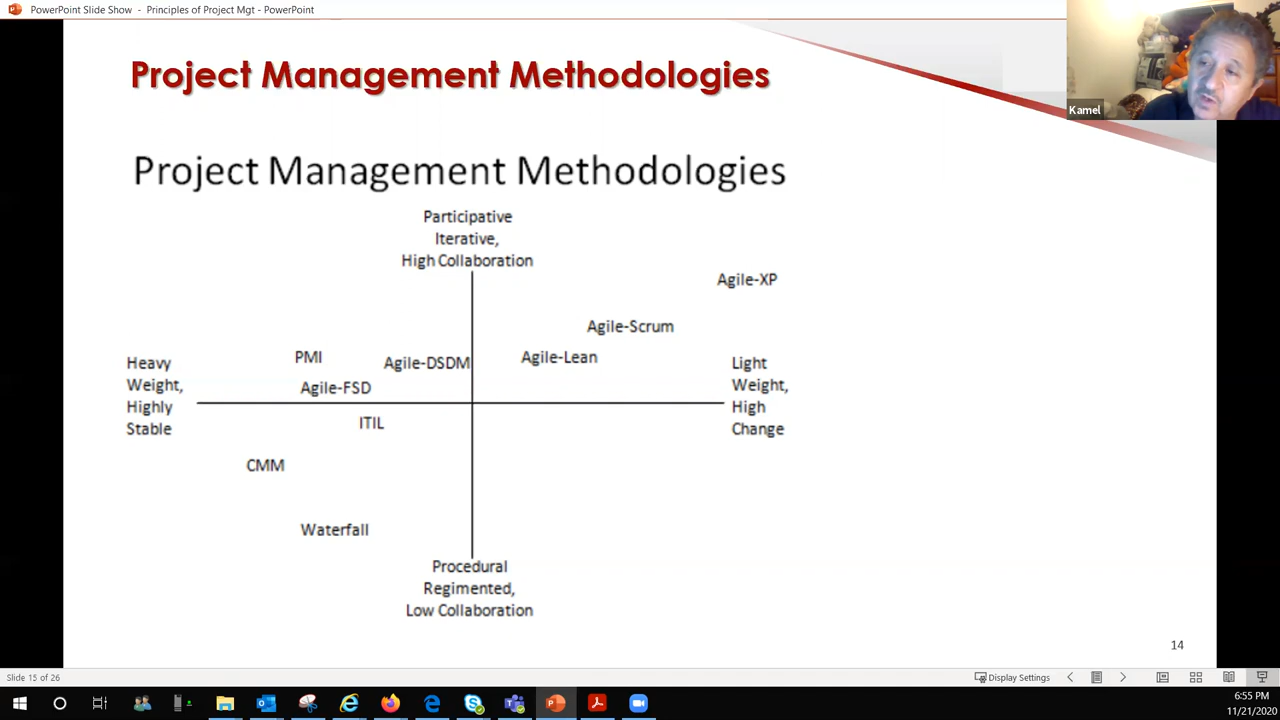 PowerPoint Slide Show - Principles of Project Mgt - PowerPoint
Kamel
Project Management Methodologies
Project Management Methodologies
Participative
Iterative,
High Collaboration
Agile-XP
Agile-Scrum
Agile-Lean
PMI
Agile-DSDM
Agile-FSD
Heavy
Weight,
Highly
Stable
Light
Weight,
High
Change
ITIL
CMM
Waterfall
Procedural
Regimented,
Low Collaboration
14
Slide 15 of 26
Display Settings
6:55 PM
11/21/2020